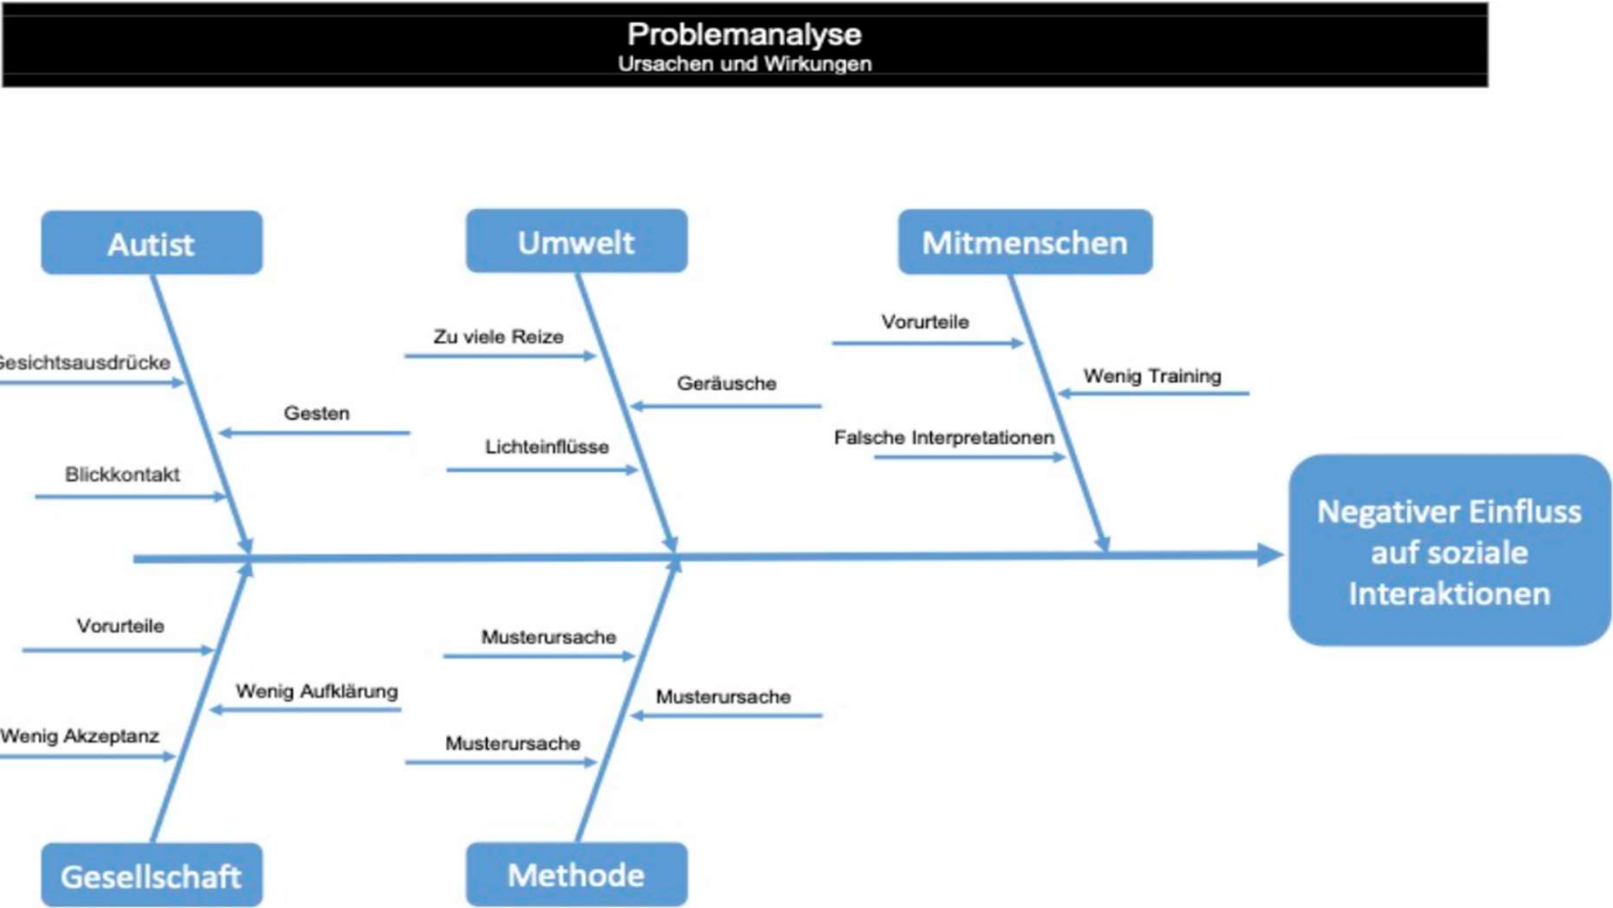 Problemanalyse
Ursachen und Wirkungen
Autist
Umwelt
Mitmenschen
Gesichtsausdrücke
Gesten
Blickkontakt
Zu viele Reize
Geräusche
Lichteinflüsse
Vorurteile
Wenig Training
Falsche Interpretationen
Negativer Einfluss
auf soziale
Interaktionen
Vorurteile
Wenig Aufklärung
Wenig Akzeptanz
Musterursache
Musterursache
Musterursache
Gesellschaft
Methode